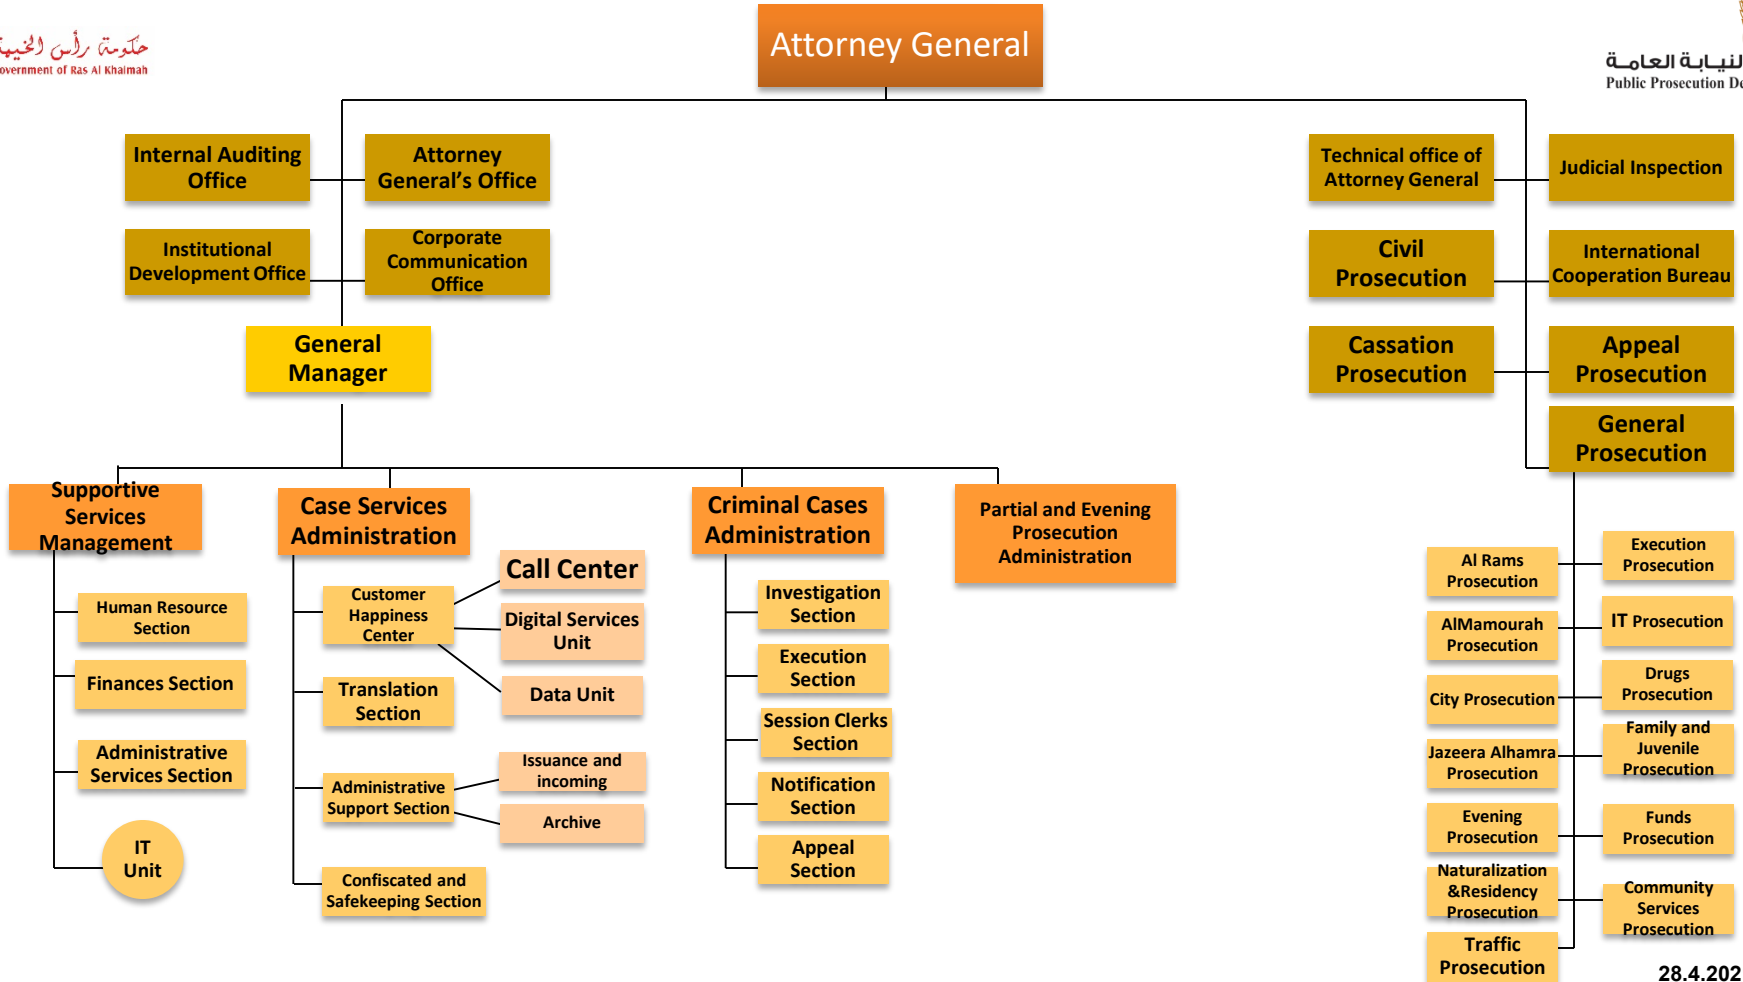 Attorney General
حكومة رأس الخيمة
Government of Ras Al Khaimah
النيابة العامة
Public Prosecution
Internal Auditing
Office
Attorney
General's Office
Institutional
Development Office
Corporate
Communication
Office
General
Manager
Technical office of
Attorney General
Judicial Inspection
Civil
Prosecution
International
Cooperation Bureau
Cassation
Prosecution
Appeal
Prosecution
General
Prosecution
Supportive
Services
Management
Human Resource
Section
Finances Section
Administrative
Services Section
IT
Unit
Case Services
Administration
Customer
Happiness
Center
Call Center
Digital Services
Unit
Data Unit
Translation
Section
Administrative
Support Section
Issuance and
incoming
Archive
Confiscated and
Safekeeping Section
Criminal Cases
Administration
Investigation
Section
Execution
Section
Session Clerks
Section
Notification
Section
Appeal
Section
Partial and Evening
Prosecution
Administration
Al Rams
Prosecution
Execution
Prosecution
AlMamourah
Prosecution
IT Prosecution
City Prosecution
Drugs
Prosecution
Jazeera Alhamra
Prosecution
Family and
Juvenile
Prosecution
Evening
Prosecution
Funds
Prosecution
Naturalization
&Residency
Prosecution
Community
Services
Prosecution
Traffic
Prosecution
28.4.202